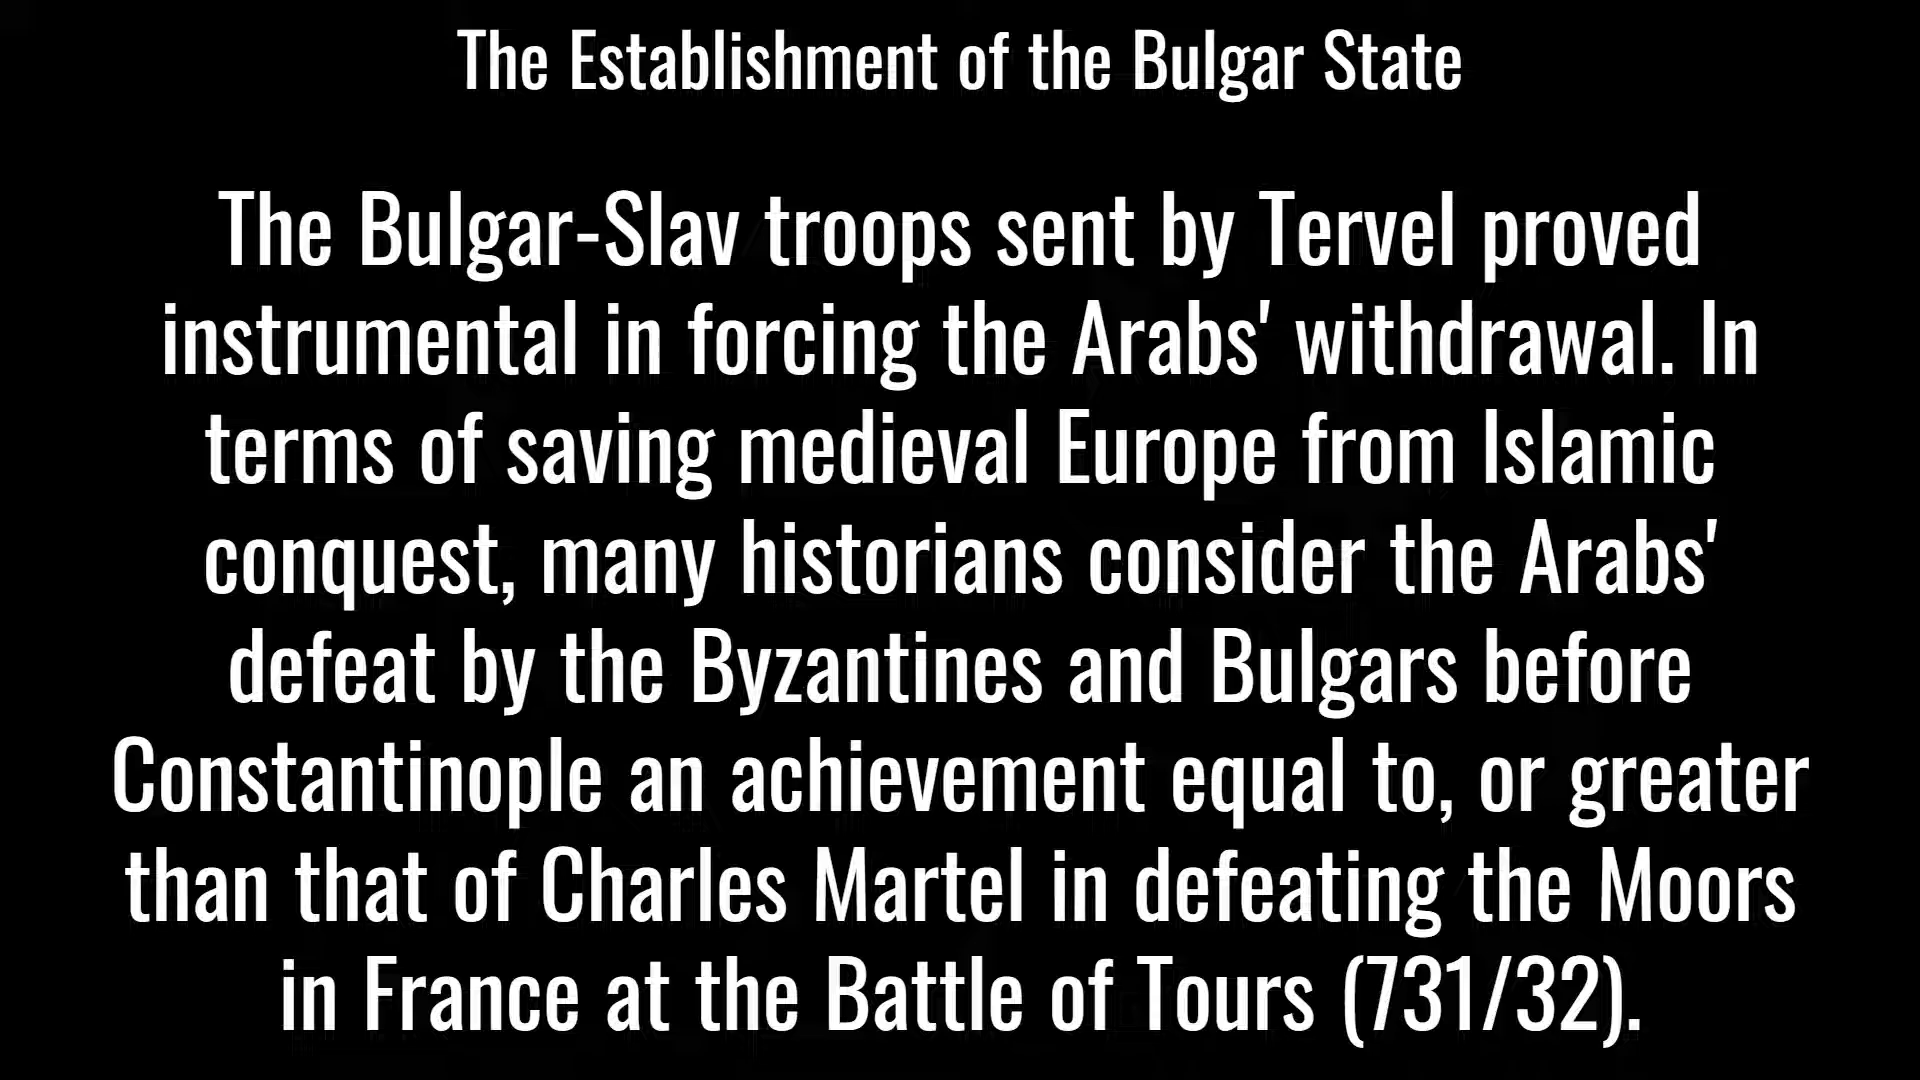 The Establishment of the Bulgar State
The Bulgar-Slav troops sent by Tervel proved
instrumental in forcing the Arabs' withdrawal. In
terms of saving medieval Europe from Islamic
conquest, many historians consider the Arabs'
defeat by the Byzantines and Bulgars before
Constantinople an achievement equal to, or greater
than that of Charles Martel in defeating the Moors
in France at the Battle of Tours (731/32).